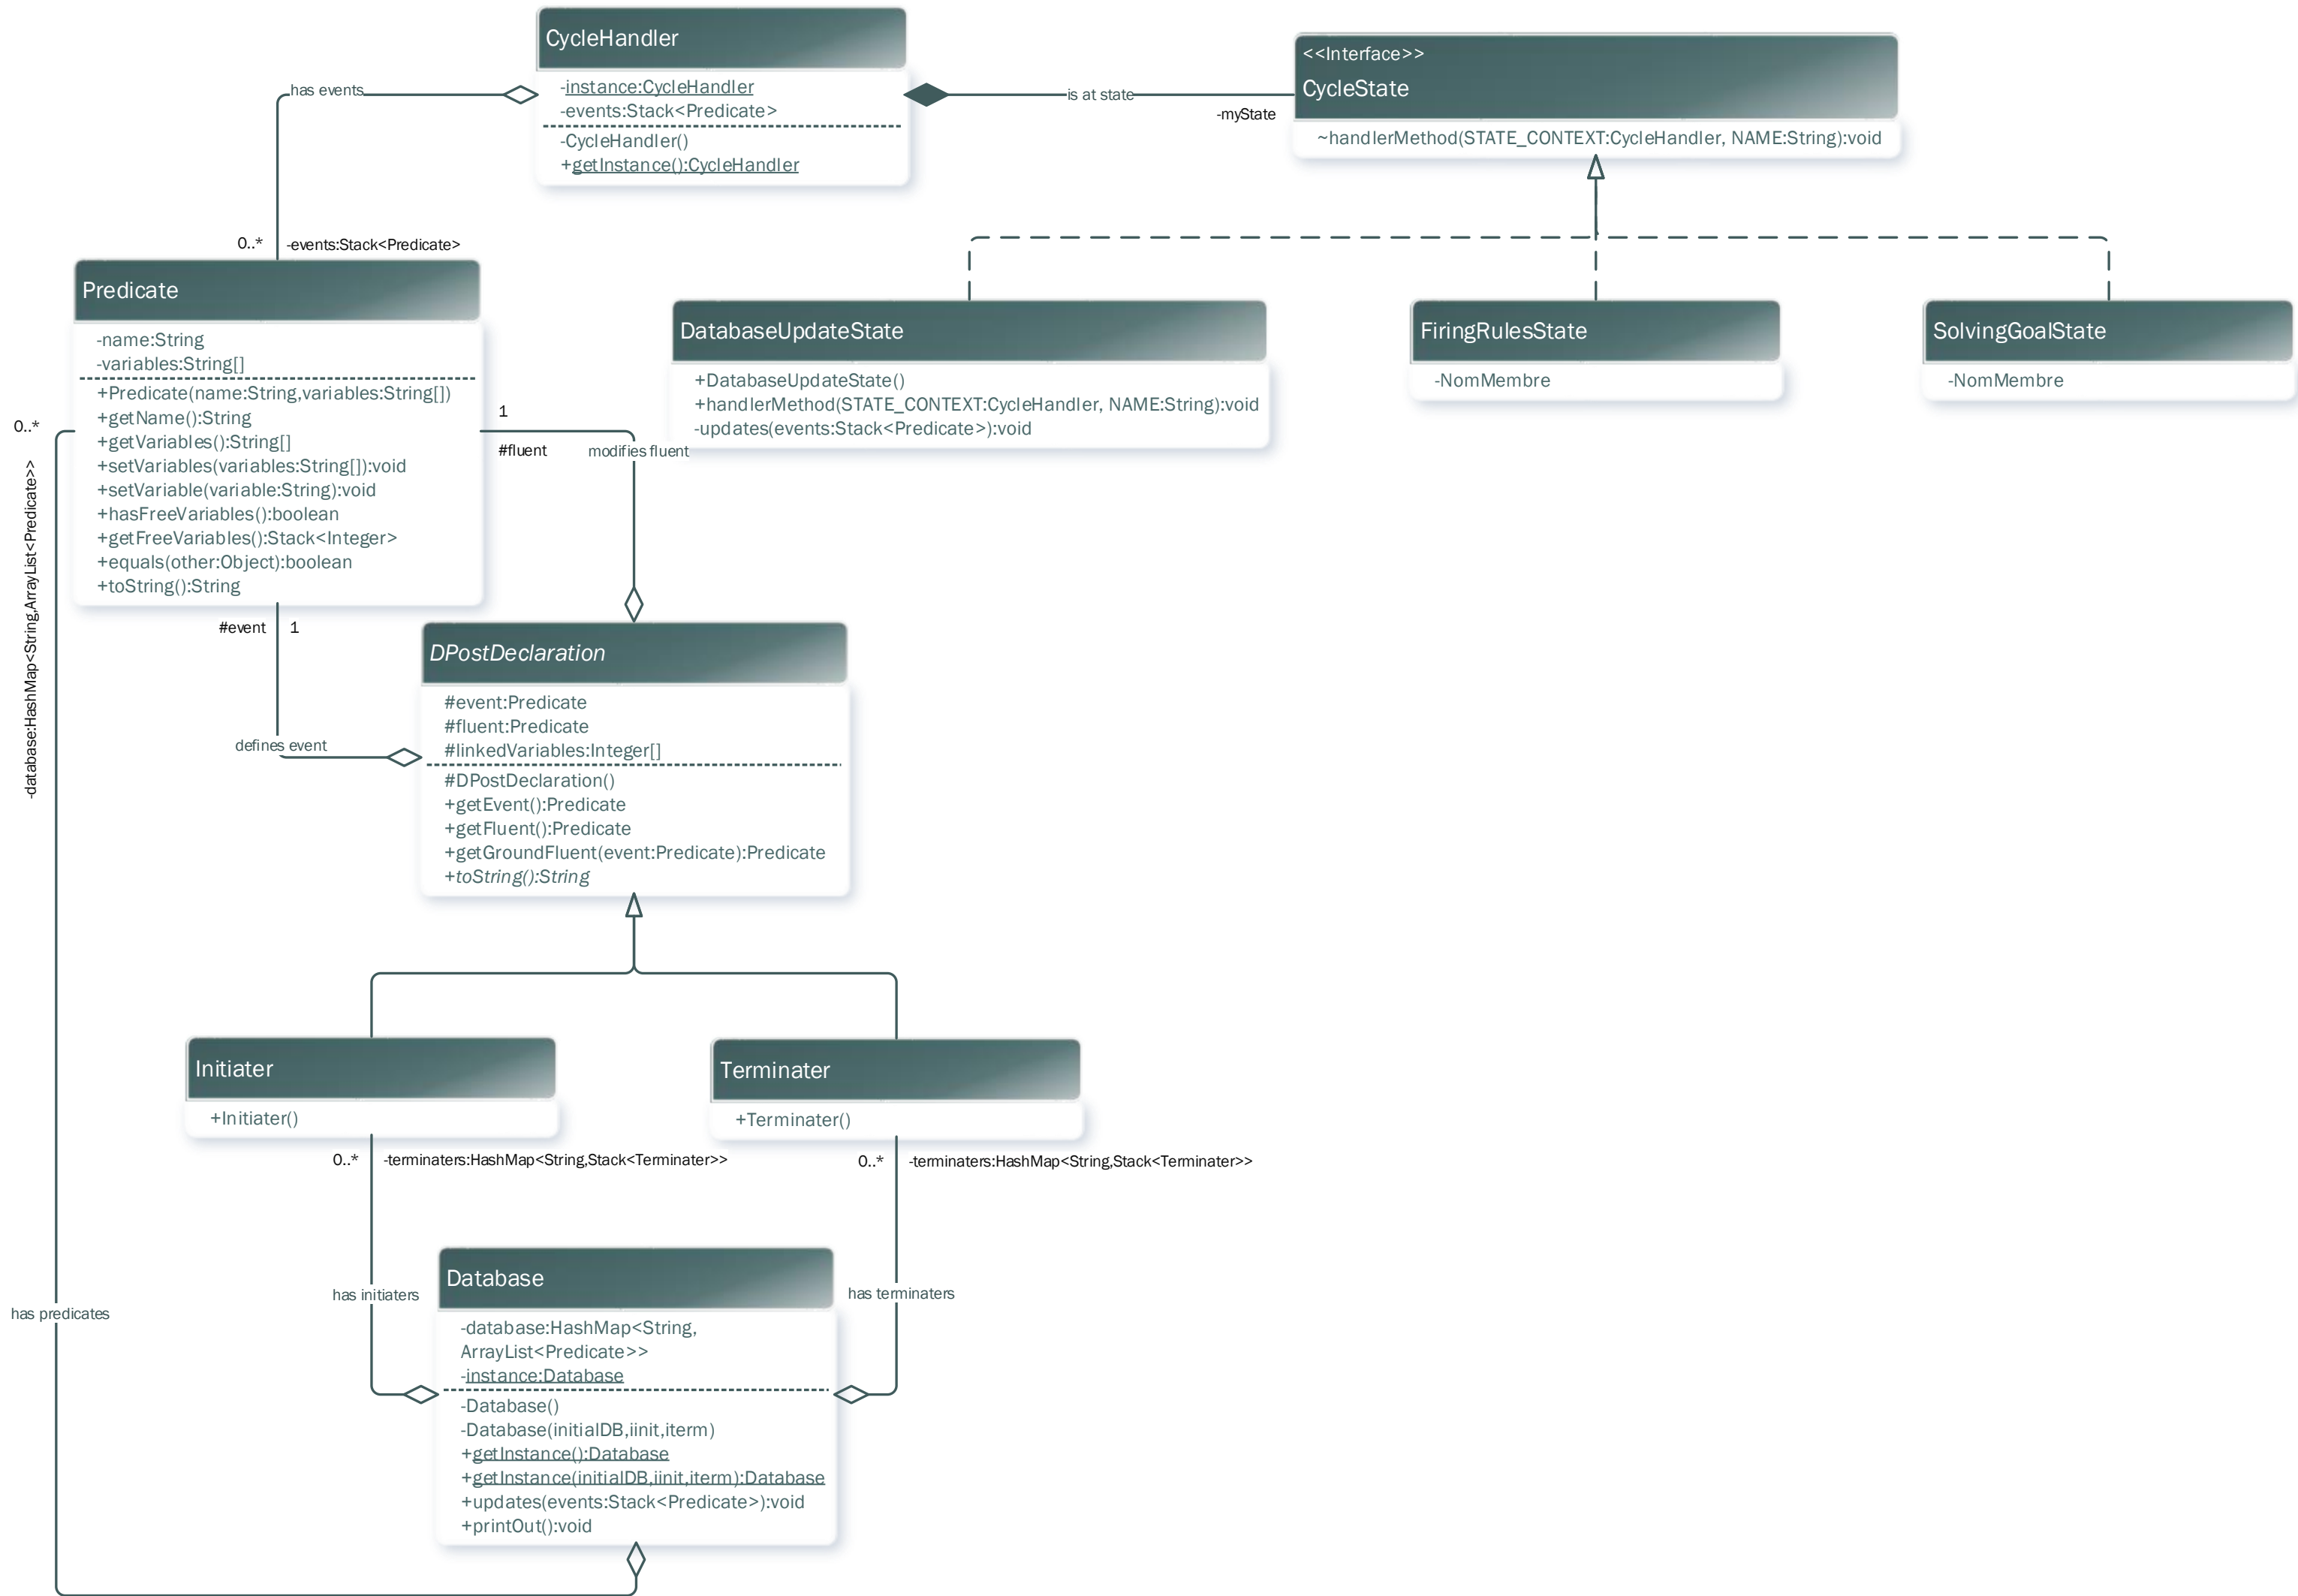 CycleHandler
-instance:CycleHandler
-events:Stack<Predicate>
-CycleHandler()
+getInstance():CycleHandler
has events
is at state
-myState
<<Interface>>
CycleState
~handlerMethod(STATE_CONTEXT:CycleHandler, NAME:String):void
0..*
-events:Stack<Predicate>
Predicate
-name:String
-variables:String[]
+Predicate(name:String,variables:String[])
+getName():String
+getVariables():String[]
+setVariables(variables:String[]):void
+setVariable(variable:String):void
+hasFreeVariables():boolean
+getFreeVariables():Stack<Integer>
+equals(other:Object):boolean
+toString():String
DatabaseUpdateState
+DatabaseUpdateState()
+handlerMethod(STATE_CONTEXT:CycleHandler, NAME:String):void
-updates(events:Stack<Predicate>):void
FiringRulesState
-NomMembre
SolvingGoalState
-NomMembre
0..*
-database:HashMap<String,ArrayList<Predicate>>
1
#fluent
modifies fluent
#event
1
defines event
DPostDeclaration
#event:Predicate
#fluent:Predicate
#linkedVariables:Integer[]
#DPostDeclaration()
+getEvent():Predicate
+getFluent():Predicate
+getGroundFluent(event:Predicate):Predicate
+toString():String
Initiater
+Initiater()
Terminater
+Terminater()
0..*
-terminaters:HashMap<String,Stack<Terminater>>
0..*
-terminaters:HashMap<String,Stack<Terminater>>
has initiaters
has terminaters
has predicates
Database
-database:HashMap<String,
ArrayList<Predicate>>
-instance:Database
-Database()
-Database(initialDB,iinit,iterm)
+getInstance():Database
+getInstance(initialDB,iinit,iterm):Database
+updates(events:Stack<Predicate>):void
+printOut():void